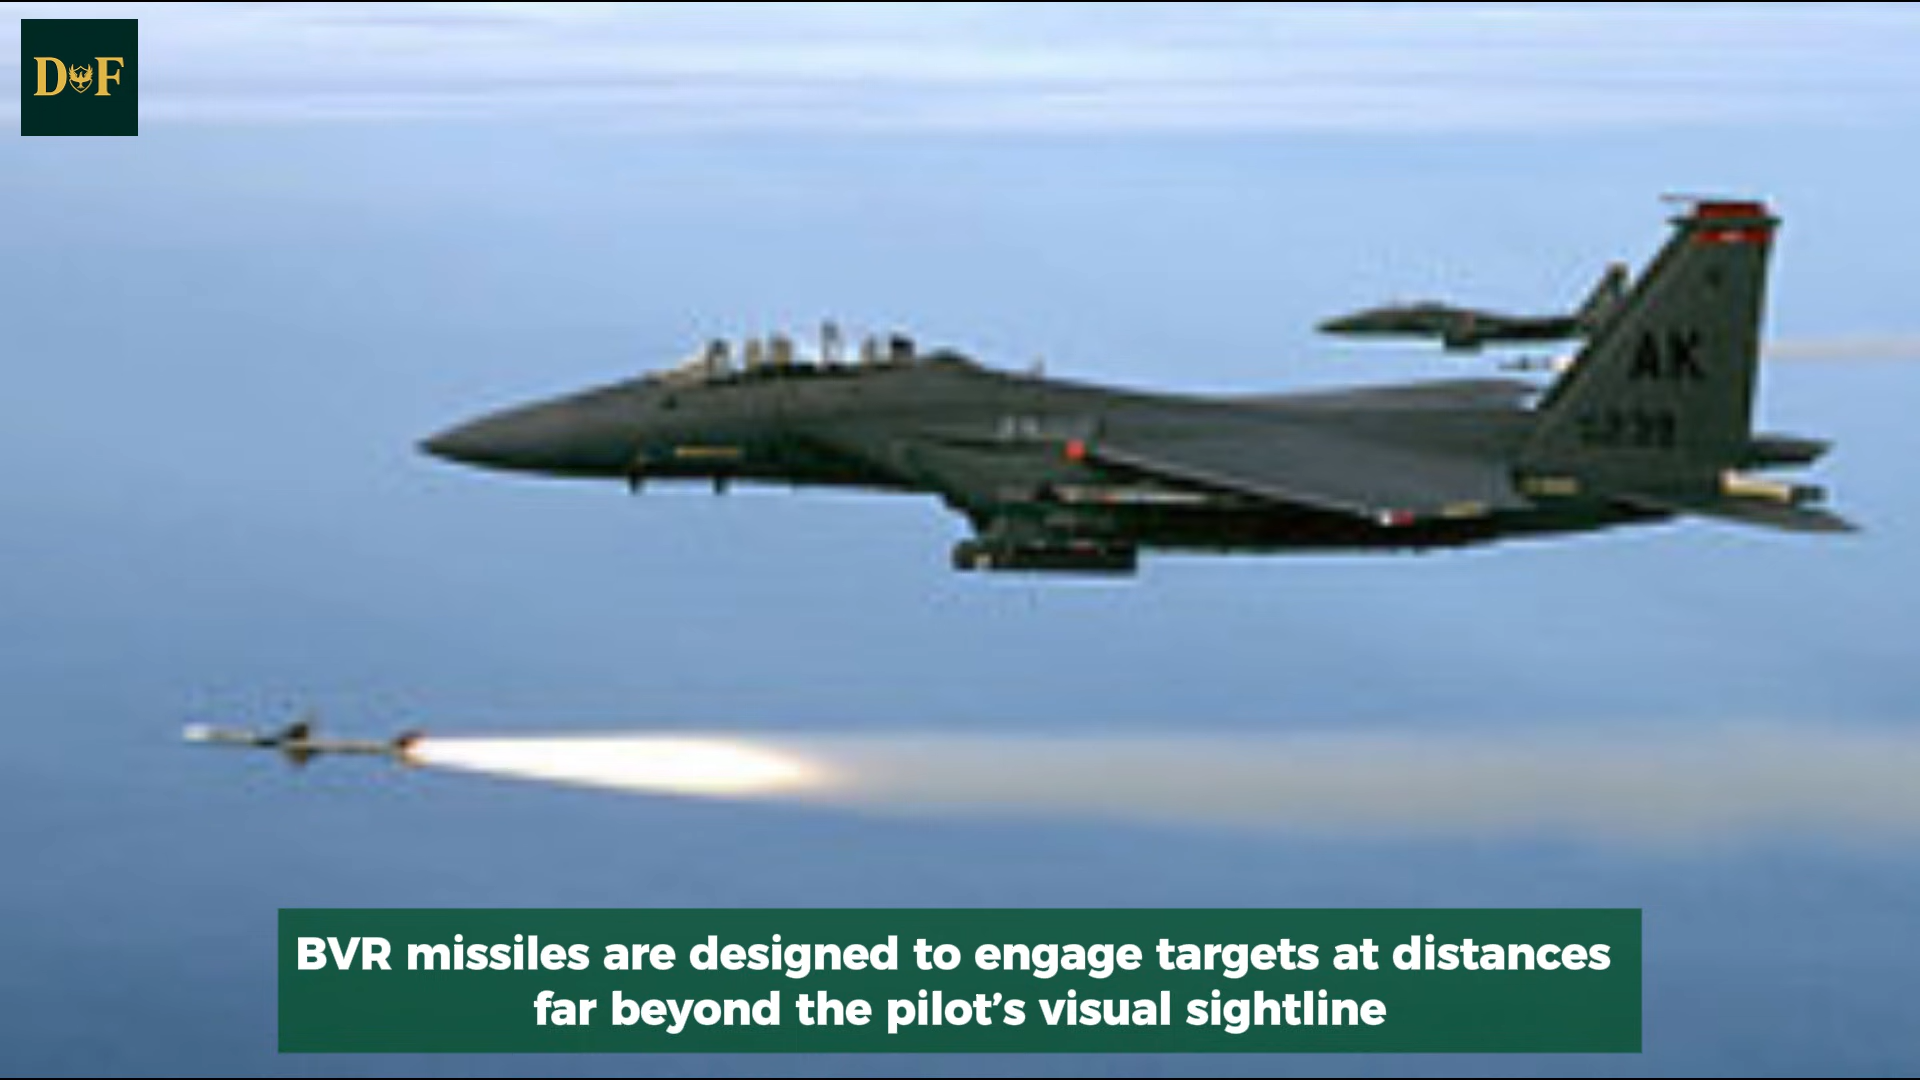 D F
AK
BVR missiles are designed to engage targets at distances
far beyond the pilot’s visual sightline